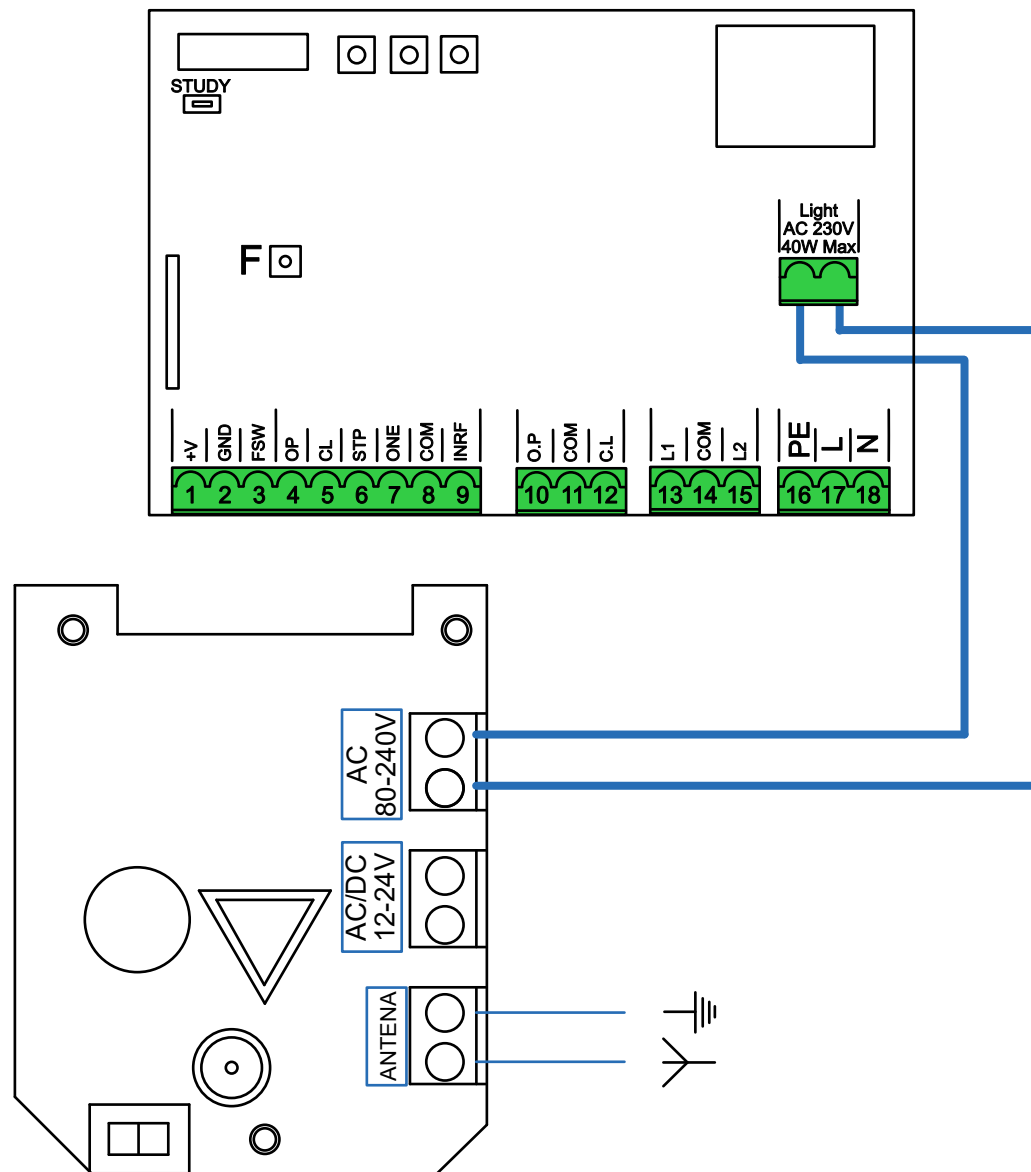 STUDY
Light
AC 230V
40W Max
F
+V GND FSW OP CL STP ONE COM INRF
O.P COM C.L
L1 COM L2
PE L N
1 2 3 4 5 6 7 8 9
10 11 12
13 14 15
16 17 18
AC
80-240V
AC/DC
12-24V
ANTENA